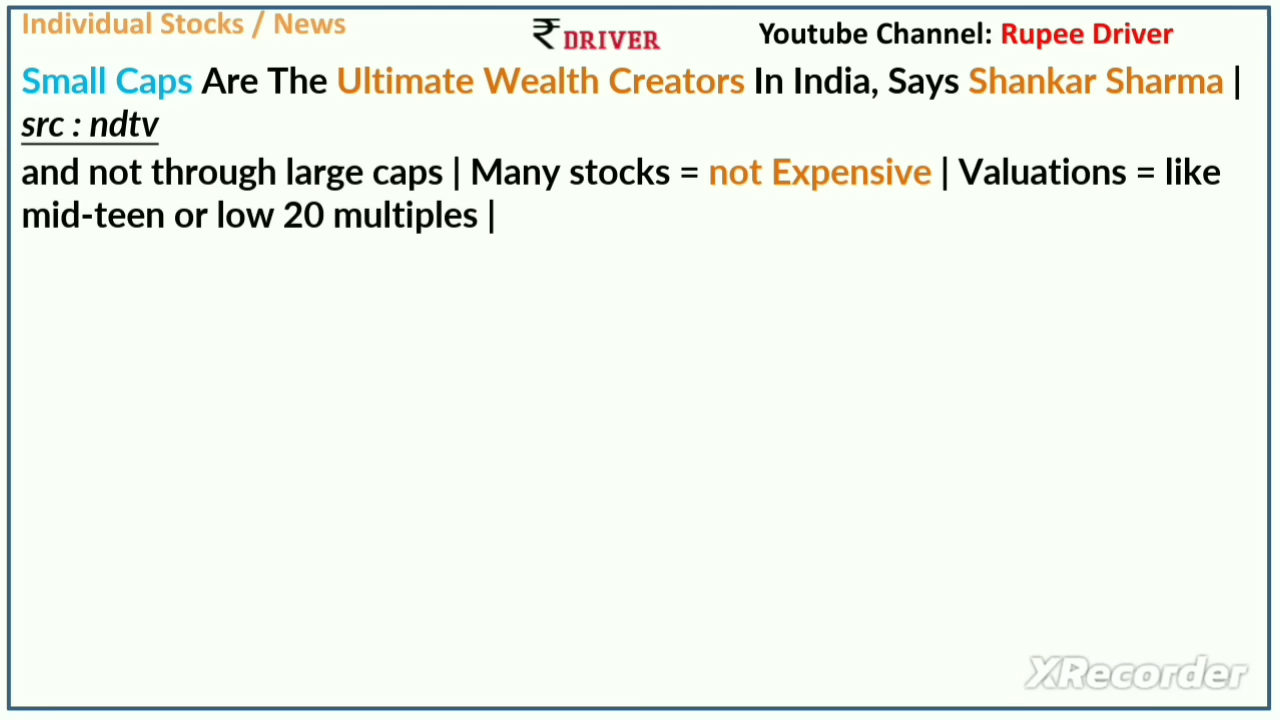 Individual Stocks / News
₹ DRIVER
Youtube Channel: Rupee Driver
Small Caps Are The Ultimate Wealth Creators In India, Says Shankar Sharma |
src : ndtv
and not through large caps | Many stocks = not Expensive | Valuations = like
mid-teen or low 20 multiples |
XRecorder